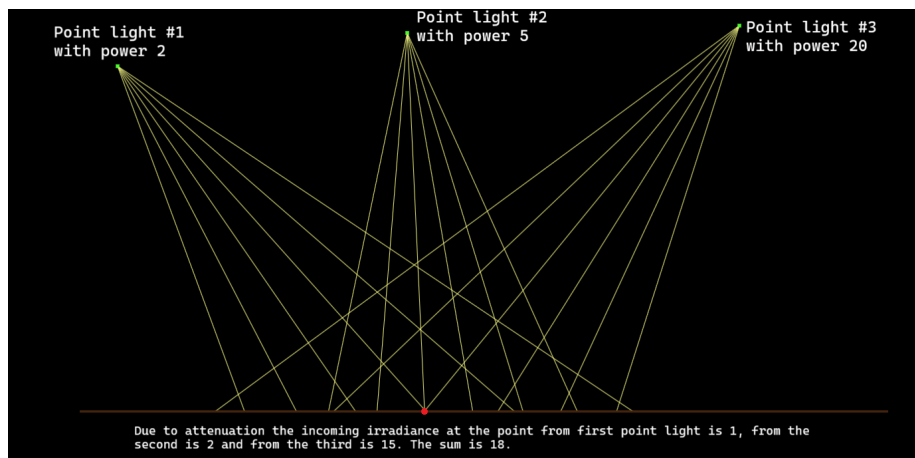 Point light #1
with power 2
Point light #2
with power 5
Point light #3
with power 20
Due to attenuation the incoming irradiance at the point from first point light is 1, from the
second is 2 and from the third is 15. The sum is 18.